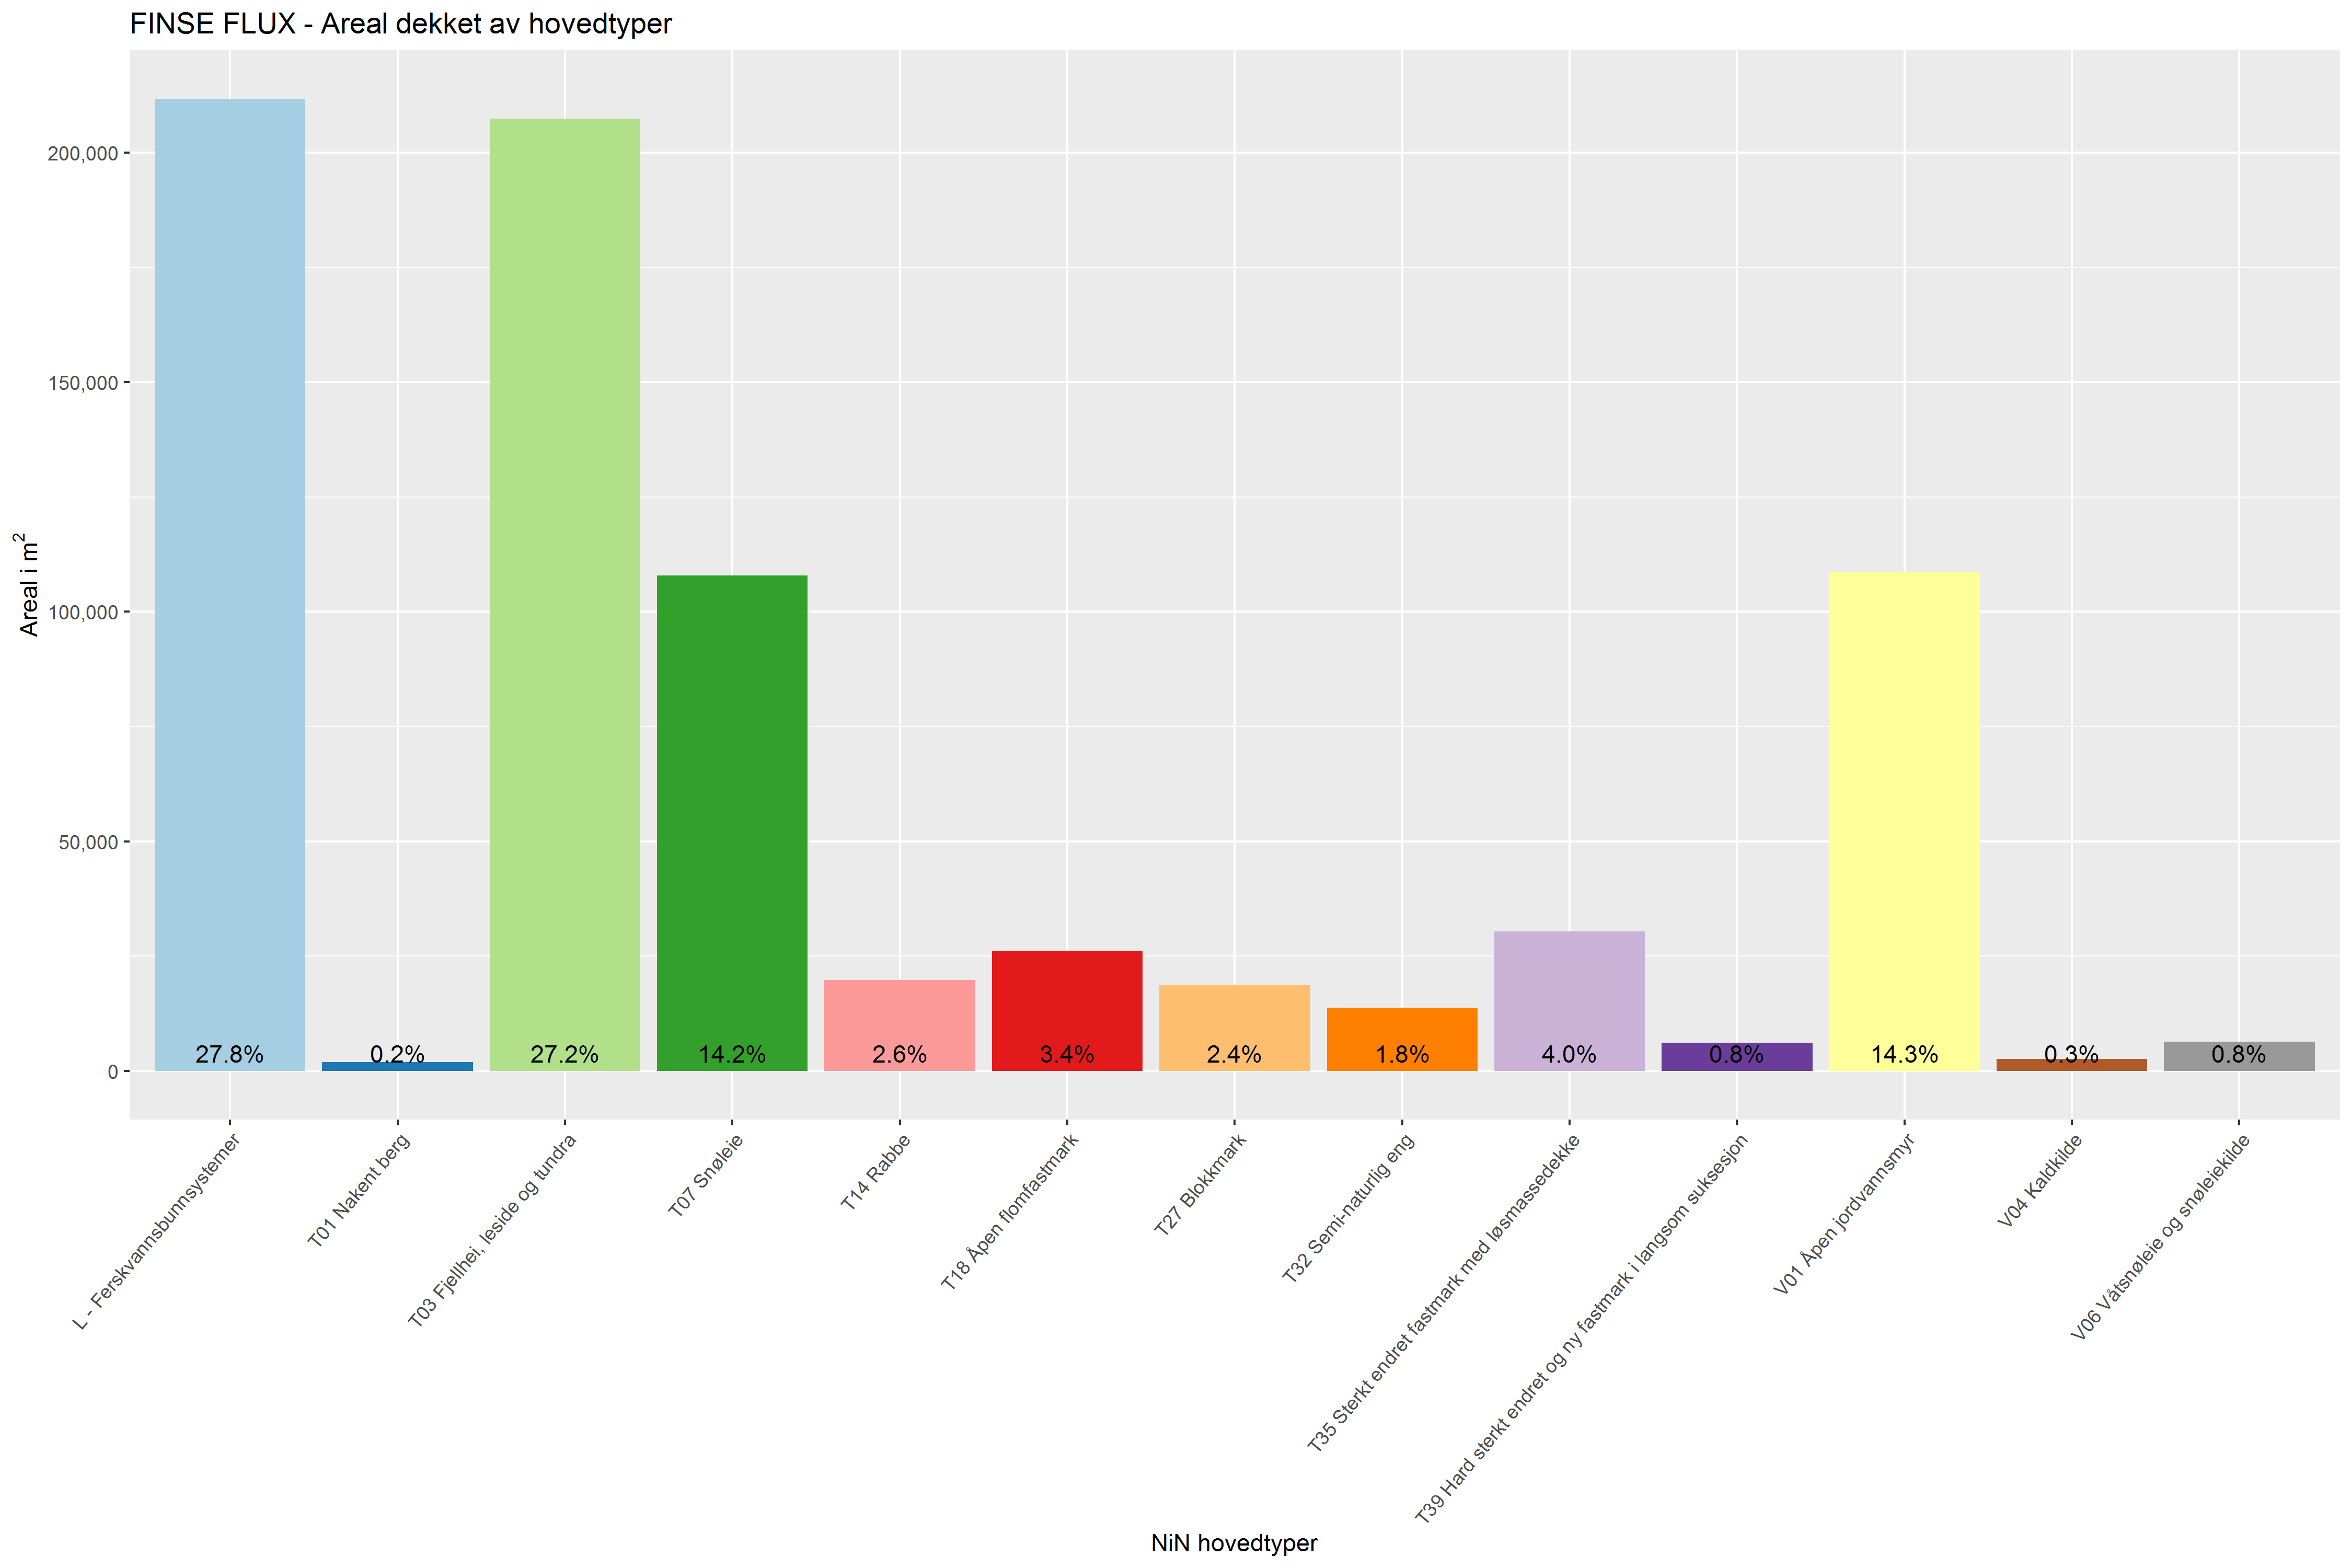 FINSE FLUX - Areal dekket av hovedtyper
Areal i m²
200,000
150,000
100,000
50,000
0
27.8%
0.2%
27.2%
14.2%
2.6%
3.4%
2.4%
1.8%
4.0%
0.8%
14.3%
0.3%
0.8%
L - Ferskvannsbunnsystemer
T01 Nakent berg
T03 Fjellhei, leside og tundra
T07 Snøleie
T14 Rabbe
T18 Åpen flomfastmark
T27 Blokkmark
T32 Semi-naturlig eng
T35 Sterkt endret fastmark med løsmassedekke
T39 Hard sterkt endret og ny fastmark i langsom suksesjon
V01 Åpen jordvannsmyr
V04 Kaldkilde
V06 Våtsnøleie og snøleiekilde
NiN hovedtyper